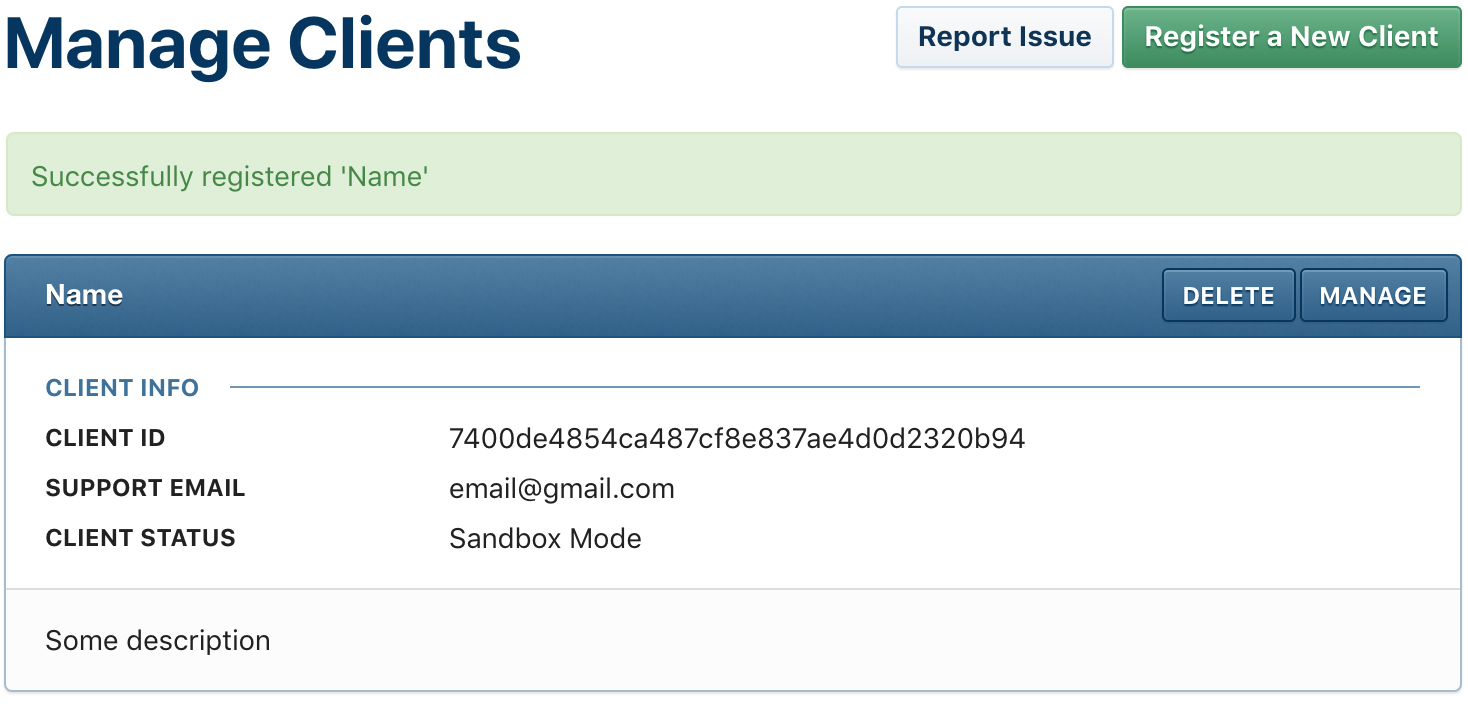 Manage Clients
Report Issue
Register a New Client
Successfully registered 'Name'
Name
DELETE
MANAGE
CLIENT INFO
CLIENT ID 7400de4854ca487cf8e837ae4d0d2320b94
SUPPORT EMAIL email@gmail.com
CLIENT STATUS Sandbox Mode
Some description